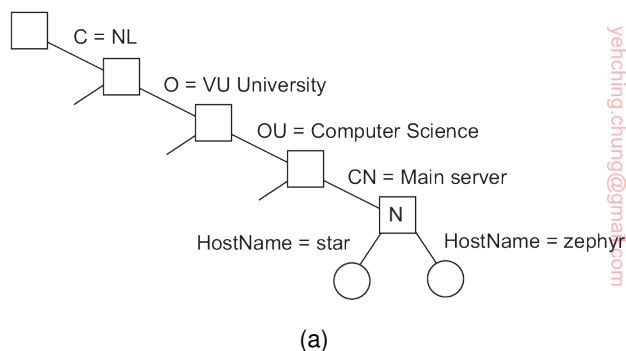 C = NL
O = VU University
OU = Computer Science
CN = Main server
N
HostName = star
HostName = zephyr
(a)
yehching.chung@gmail.com